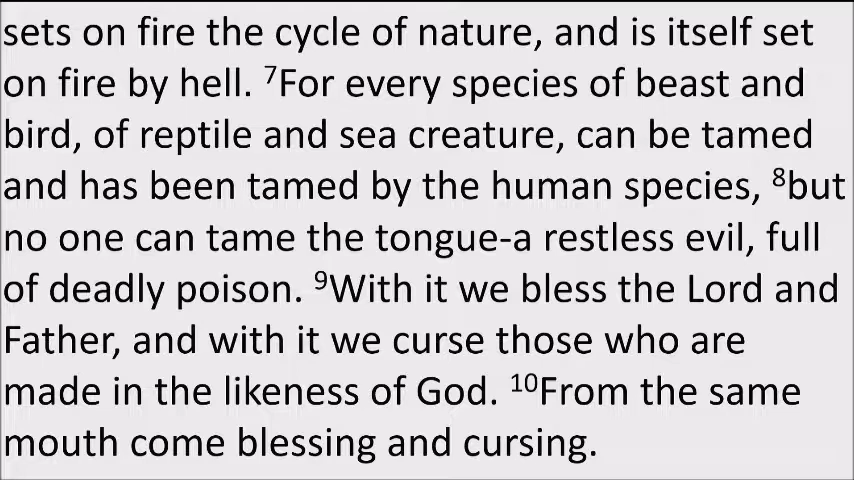 sets on fire the cycle of nature, and is itself set
on fire by hell. ⁷For every species of beast and
bird, of reptile and sea creature, can be tamed
and has been tamed by the human species, ⁸but
no one can tame the tongue-a restless evil, full
of deadly poison. ⁹With it we bless the Lord and
Father, and with it we curse those who are
made in the likeness of God. ¹⁰From the same
mouth come blessing and cursing.